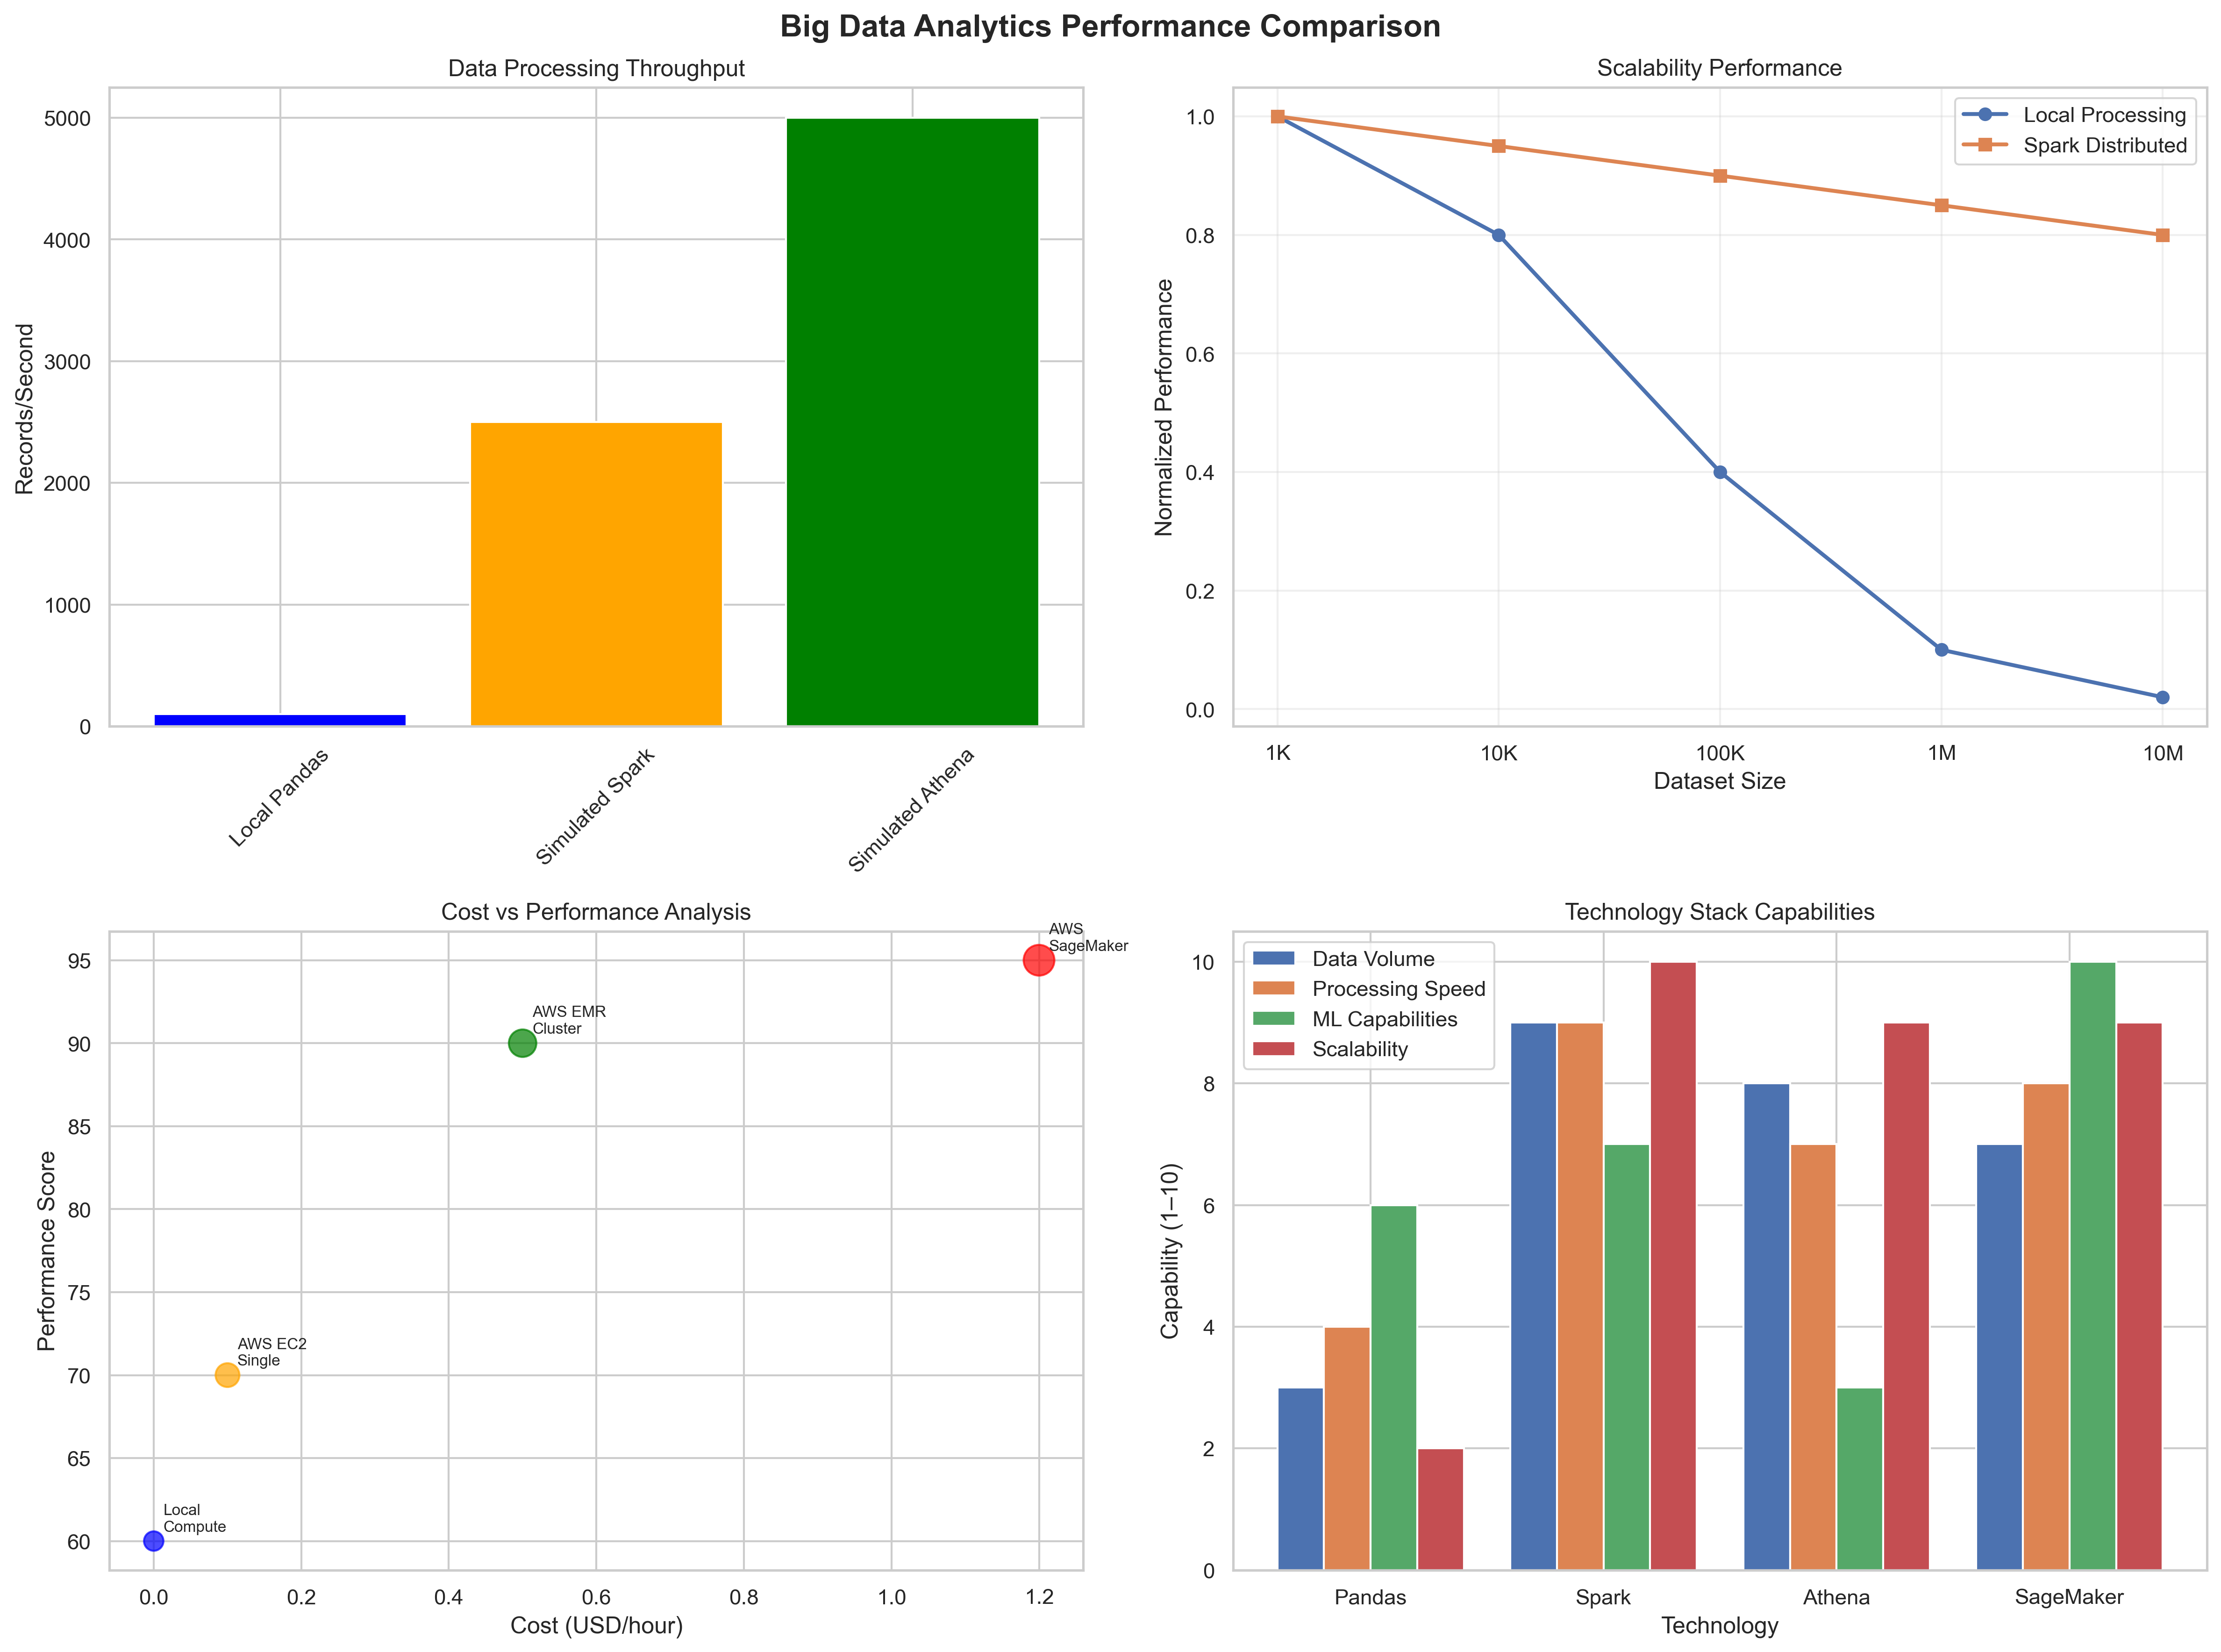 Big Data Analytics Performance Comparison
Data Processing Throughput
Records/Second
5000
4000
3000
2000
1000
0
Local Pandas
Simulated Spark
Simulated Athena
Scalability Performance
Normalized Performance
1.0
0.8
0.6
0.4
0.2
0.0
Local Processing
Spark Distributed
1K
10K
100K
1M
10M
Dataset Size
Cost vs Performance Analysis
Performance Score
95
90
85
80
75
70
65
60
AWS
SageMaker
AWS EMR
Cluster
AWS EC2
Single
Local
Compute
0.0
0.2
0.4
0.6
0.8
1.0
1.2
Cost (USD/hour)
Technology Stack Capabilities
Capability (1–10)
10
8
6
4
2
0
Data Volume
Processing Speed
ML Capabilities
Scalability
Pandas
Spark
Athena
SageMaker
Technology